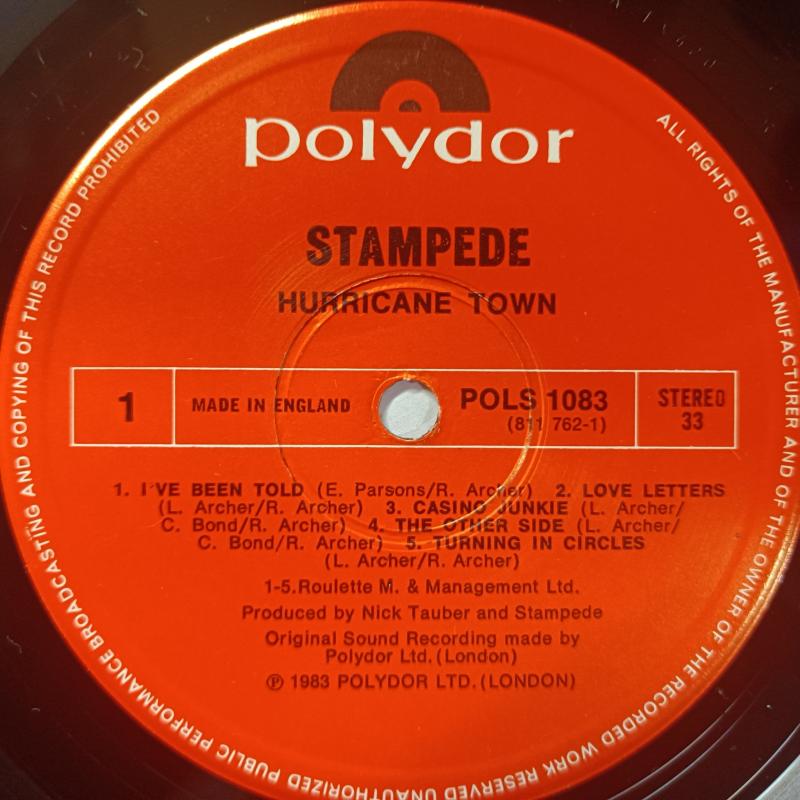 polydor
STAMPEDE
HURRICANE TOWN
1
MADE IN ENGLAND
POLS 1083
(811 762-1)
STEREO
33
1. I'VE BEEN TOLD (E. Parsons/R. Archer) 2. LOVE LETTERS
(L. Archer/R. Archer) 3. CASINO JUNKIE (L. Archer/
C. Bond/R. Archer) 4. THE OTHER SIDE (L. Archer/
C. Bond/R. Archer) 5. TURNING IN CIRCLES
(L. Archer/R. Archer)
1-5.Roulette M. & Management Ltd.
Produced by Nick Tauber and Stampede
Original Sound Recording made by
Polydor Ltd.(London)
℗ 1983 POLYDOR LTD.(LONDON)
ALL RIGHTS OF THE MANUFACTURER AND OF THE OWNER OF THE RECORDED WORK RESERVED UNAUTHORIZED PUBLIC PERFORMANCE BROADCASTING AND COPYING OF THIS RECORD PROHIBITED